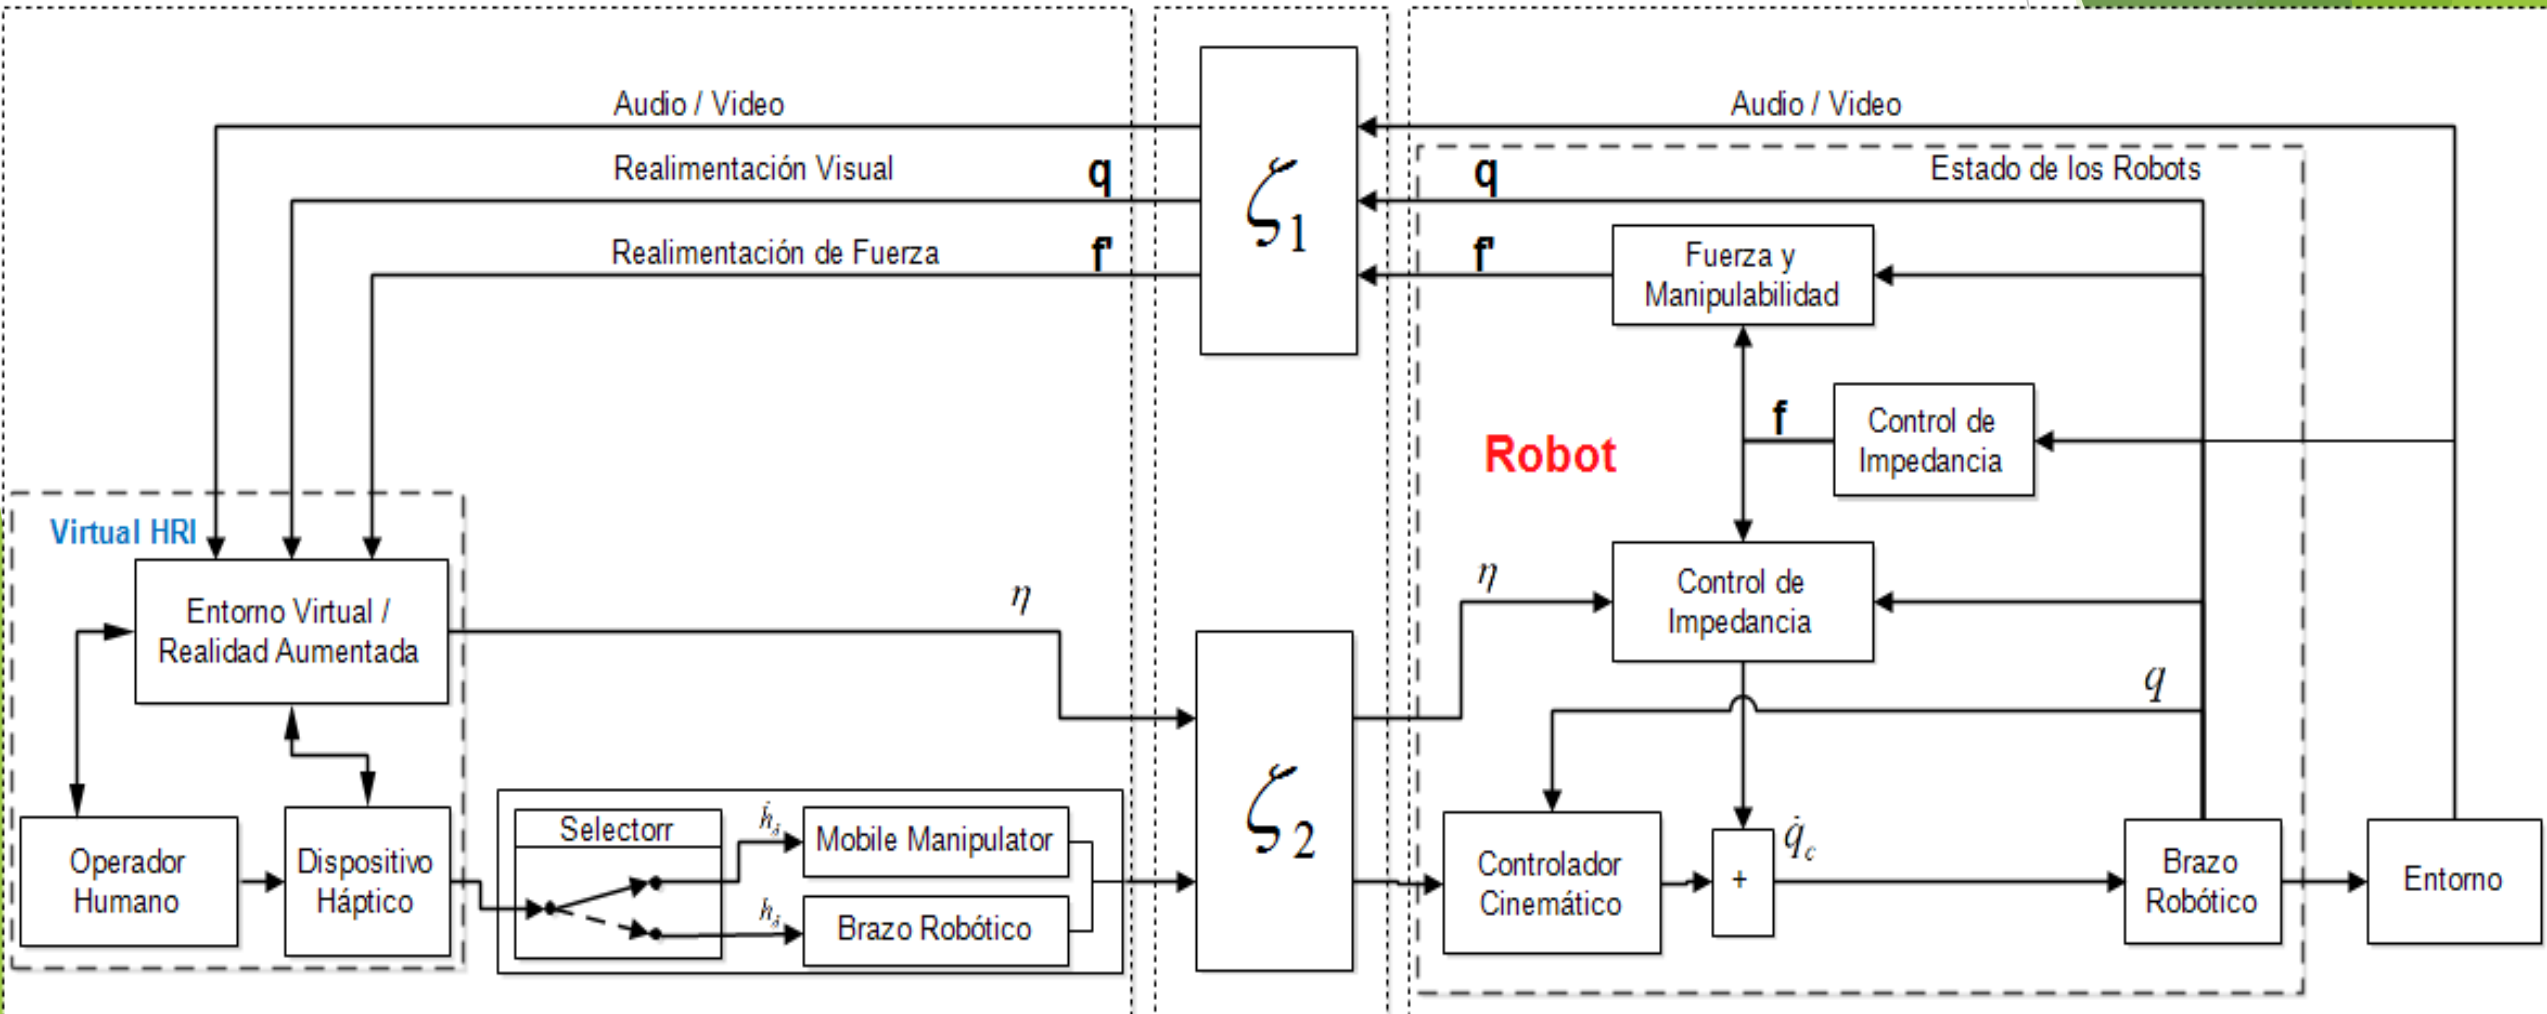 Audio / Video
Audio / Video
Realimentación Visual
q
q
Estado de los Robots
ζ1
Realimentación de Fuerza
f'
f'
Fuerza y
Manipulabilidad
f
Control de
Impedancia
Robot
Virtual HRI
Entorno Virtual /
Realidad Aumentada
η
η
Control de
Impedancia
q
ζ2
Operador
Humano
Dispositivo
Háptico
Selectorr
Mobile Manipulator
Brazo Robótico
Controlador
Cinemático
+
q̇c
Brazo
Robótico
Entorno